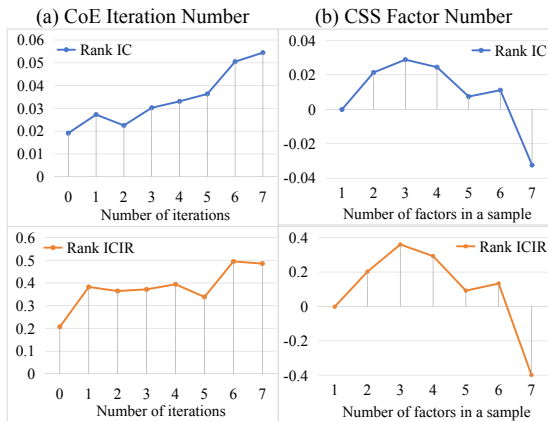 (a) CoE Iteration Number
0.06
0.05
0.04
0.03
0.02
0.01
0
Rank IC
0 1 2 3 4 5 6 7
Number of iterations
0.6
0.5
0.4
0.3
0.2
0.1
0
Rank ICIR
0 1 2 3 4 5 6 7
Number of iterations
(b) CSS Factor Number
0.04
0.02
0
-0.02
-0.04
Rank IC
1 2 3 4 5 6 7
Number of factors in a sample
0.4
0.2
0
-0.2
-0.4
Rank ICIR
1 2 3 4 5 6 7
Number of factors in a sample